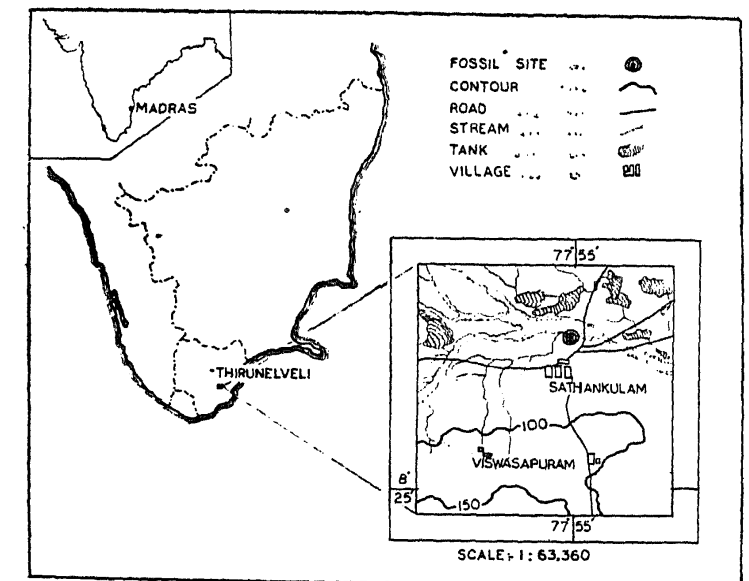 MADRAS
FOSSIL SITE
CONTOUR
ROAD
STREAM
TANK
VILLAGE
THIRUNELVELI
77° 55'
SATHANKULAM
100
VISWASAPURAM
8°
25'
150
77° 55'
SCALE:- 1 : 63,360